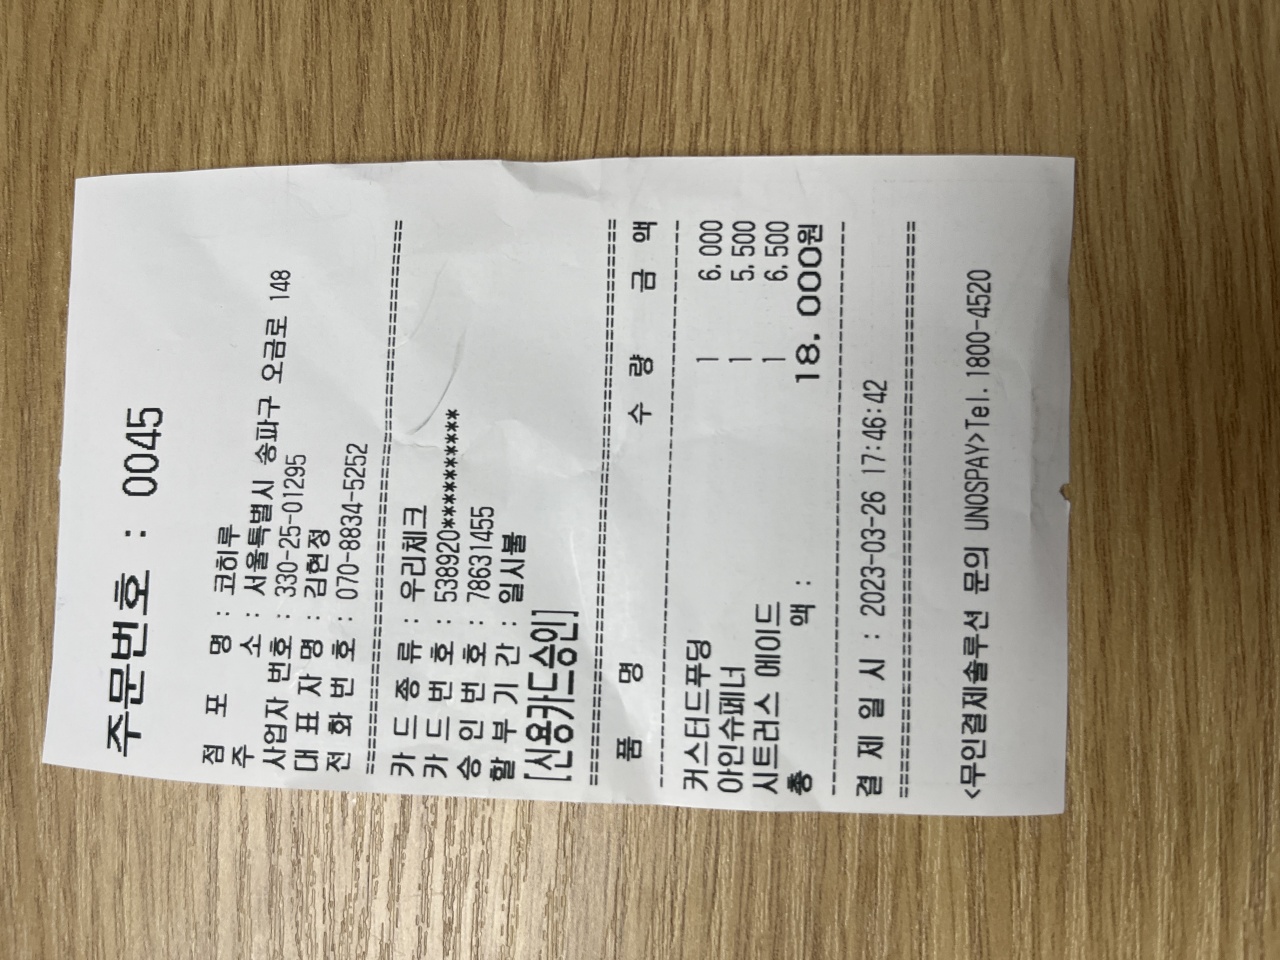 주문번호 : 0045
점 포 명 : 코히루
주 소 : 서울특별시 송파구 오금로 148
사업자 번호 : 330-25-01295
대 표 자 명 : 김현정
전 화 번 호 : 070-8834-5252
================================================
카 드 종 류 : 우리체크
카 드 번 호 : 538920**********
승 인 번 호 : 78631455
할 부 기 간 : 일시불
[신용카드승인]
================================================
품 명 수 량 금 액
------------------------------------------------
커스터드푸딩 1 6,000
아인슈페너 1 5,500
시트러스 에이드 1 6,500
총 액 : 18,000원
------------------------------------------------
결 제 일 시 : 2023-03-26 17:46:42
================================================
<무인결제솔루션 문의 UNOSPAY>Tel.1800-4520